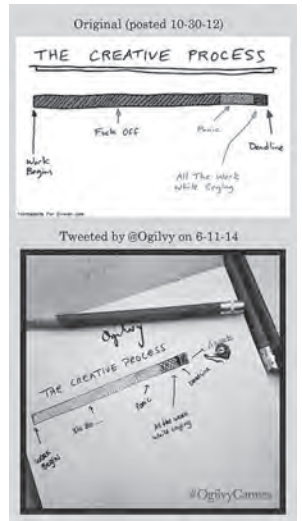 Original (posted 10-30-12)
THE CREATIVE PROCESS
Fuck Off
Panic
Work
Begins
Deadline
All The Work
While Crying
Tweeted by @Ogilvy on 6-11-14
Ogilvy
THE CREATIVE PROCESS
Panic
Deadline
Work
Begins
All the work
while crying
#OgilvyCannes